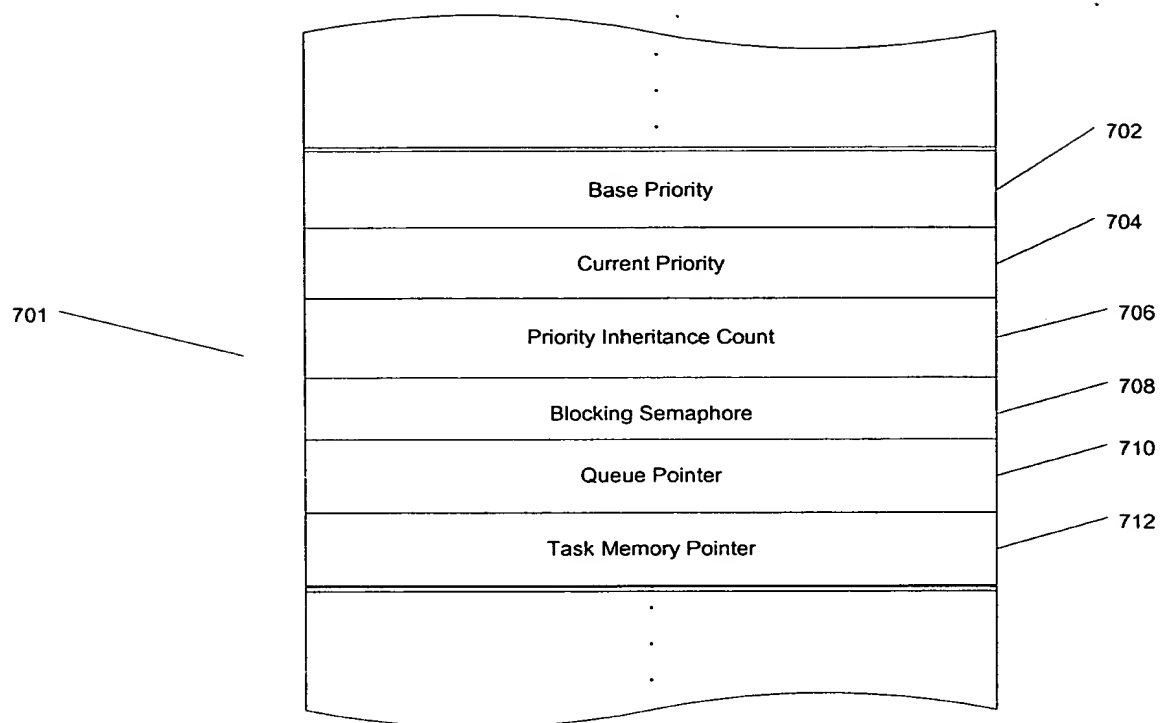 702
Base Priority
704
Current Priority
701
706
Priority Inheritance Count
708
Blocking Semaphore
710
Queue Pointer
712
Task Memory Pointer